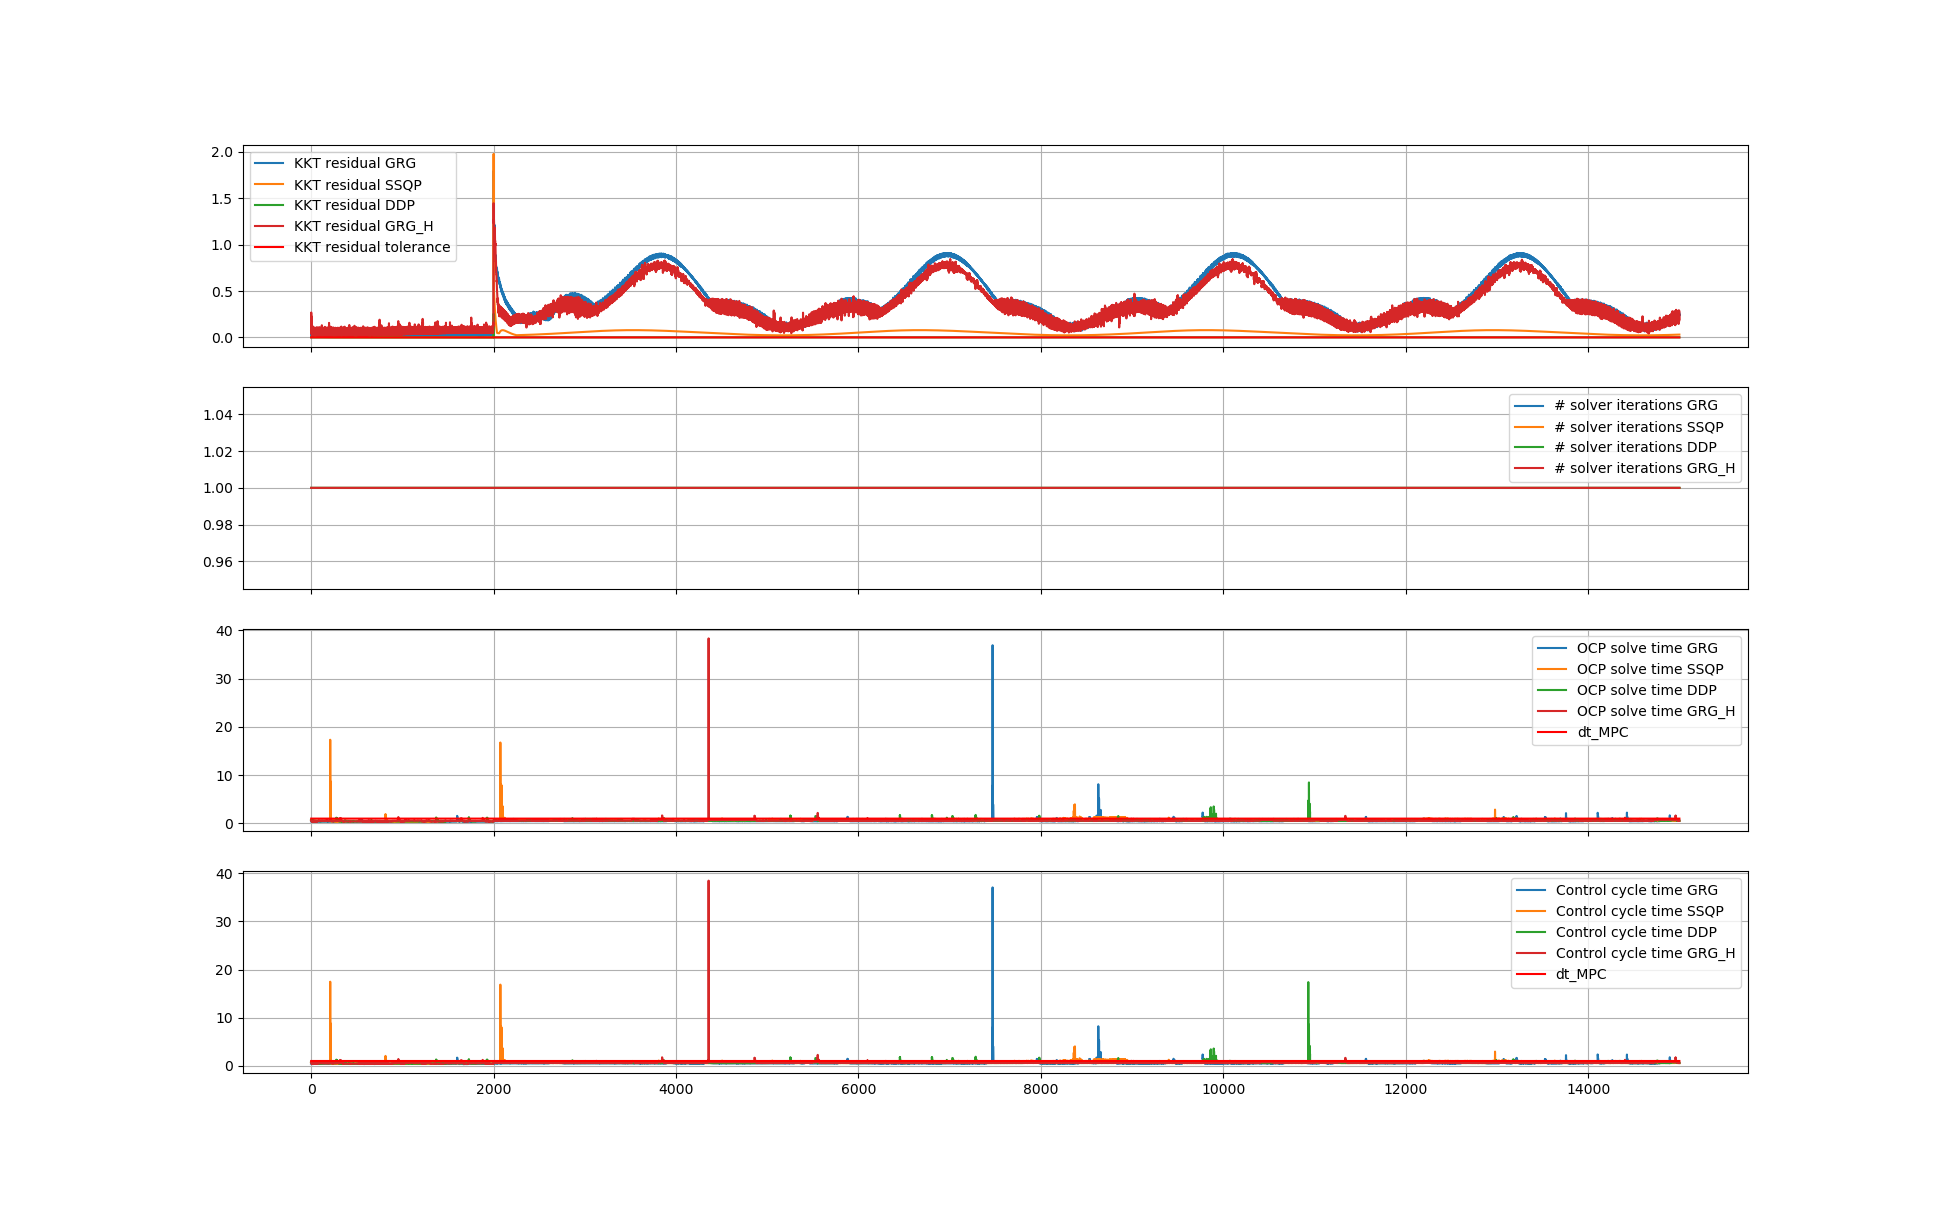 2.0
1.5
1.0
0.5
0.0
KKT residual GRG
KKT residual SSQP
KKT residual DDP
KKT residual GRG_H
KKT residual tolerance
1.04
1.02
1.00
0.98
0.96
# solver iterations GRG
# solver iterations SSQP
# solver iterations DDP
# solver iterations GRG_H
40
30
20
10
0
OCP solve time GRG
OCP solve time SSQP
OCP solve time DDP
OCP solve time GRG_H
dt_MPC
40
30
20
10
0
Control cycle time GRG
Control cycle time SSQP
Control cycle time DDP
Control cycle time GRG_H
dt_MPC
0 2000 4000 6000 8000 10000 12000 14000